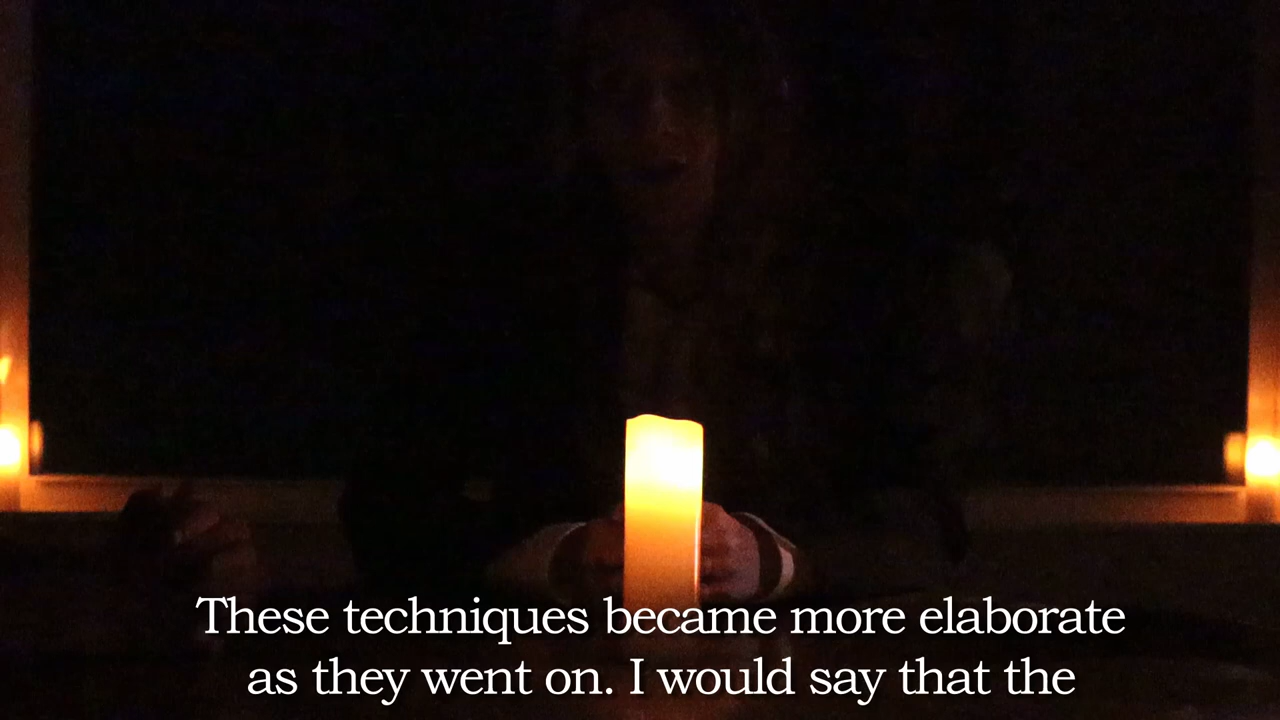 These techniques became more elaborate
as they went on. I would say that the